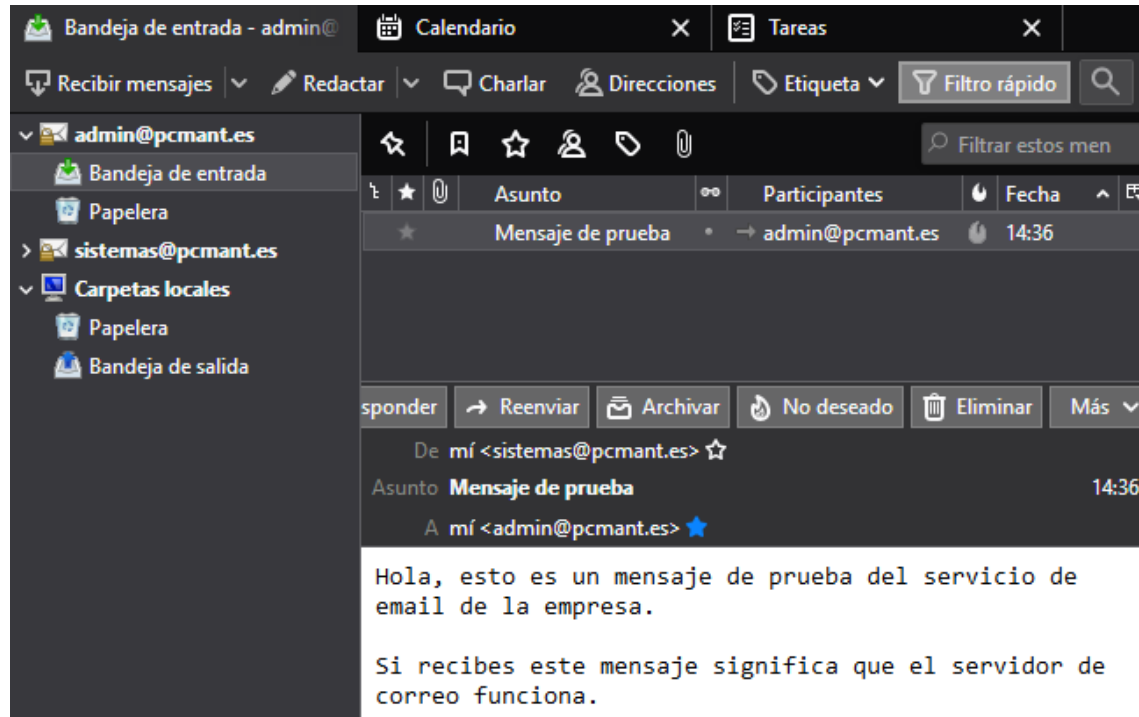 Bandeja de entrada - admin@
Calendario
Tareas
Recibir mensajes
Redactar
Charlar
Direcciones
Etiqueta
Filtro rápido
admin@pcmant.es
Bandeja de entrada
Papelera
sistemas@pcmant.es
Carpetas locales
Papelera
Bandeja de salida
Filtrar estos men
Asunto Participantes Fecha
Mensaje de prueba admin@pcmant.es 14:36
sponder Reenviar Archivar No deseado Eliminar Más
De mí <sistemas@pcmant.es>
Asunto Mensaje de prueba 14:36
A mí <admin@pcmant.es>
Hola, esto es un mensaje de prueba del servicio de
email de la empresa.
Si recibes este mensaje significa que el servidor de
correo funciona.